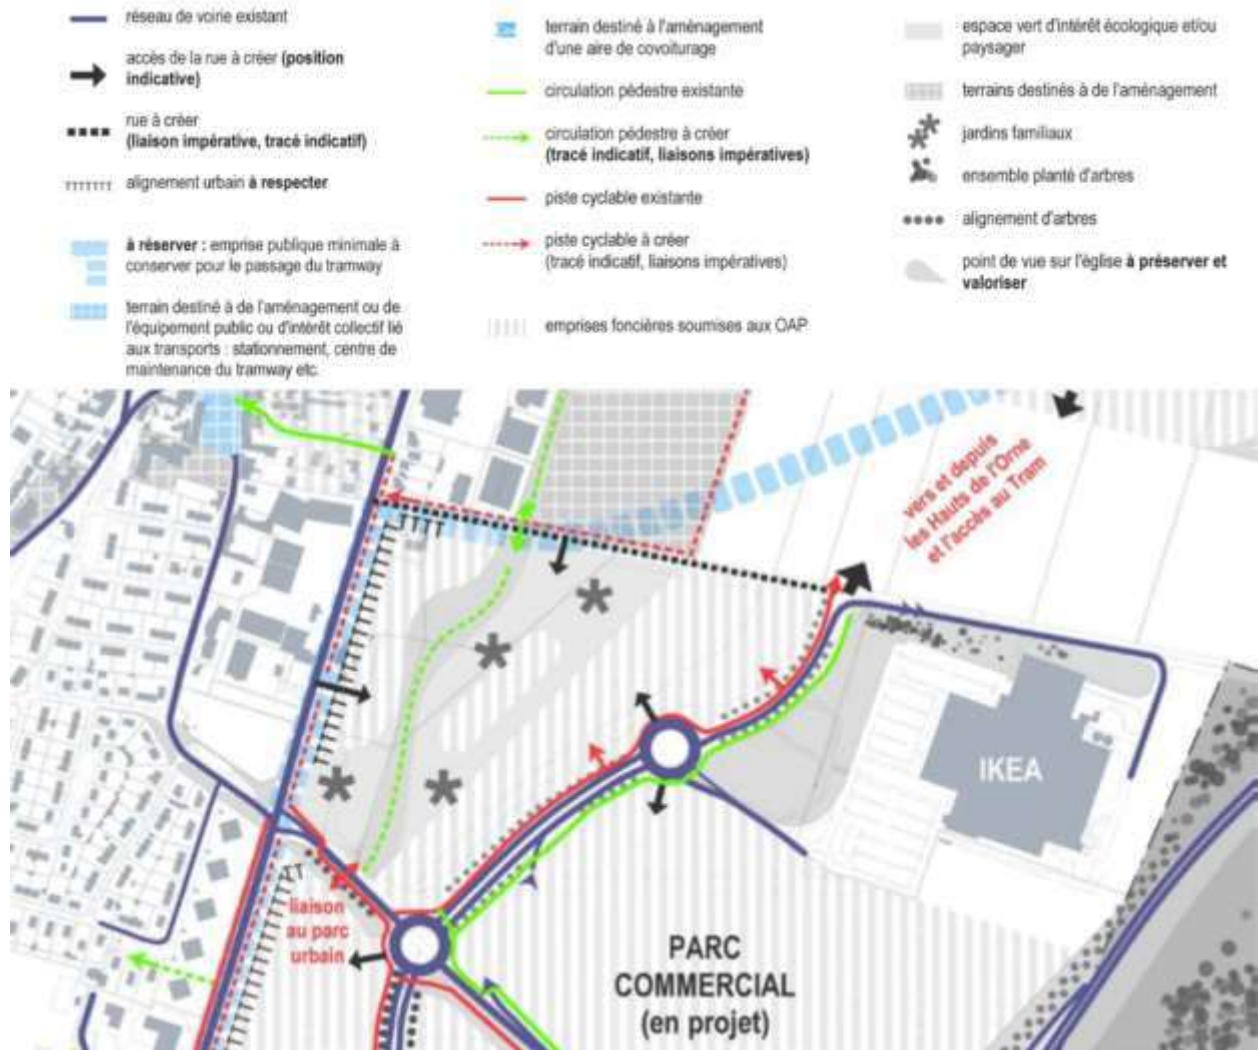 réseau de voirie existant
accès de la rue à créer (position
indicative)
rue à créer
(liaison impérative, tracé indicatif)
alignement urbain à respecter
à réserver : emprise publique minimale à
conserver pour le passage du tramway
terrain destiné à de l'aménagement ou de
l'équipement public ou d'intérêt collectif lié
aux transports : stationnement, centre de
maintenance du tramway etc.
terrain destiné à l'aménagement
d'une aire de covoiturage
circulation pédestre existante
circulation pédestre à créer
(tracé indicatif, liaisons impératives)
piste cyclable existante
piste cyclable à créer
(tracé indicatif, liaisons impératives)
emprises foncières soumises aux OAP
espace vert d'intérêt écologique et/ou
paysager
terrains destinés à de l'aménagement
jardins familiaux
ensemble planté d'arbres
alignement d'arbres
point de vue sur l'église à préserver et
valoriser
vers et depuis
les Hauts de l'Orne
et l'accès au Tram
IKEA
liaison
au parc
urbain
PARC
COMMERCIAL
(en projet)